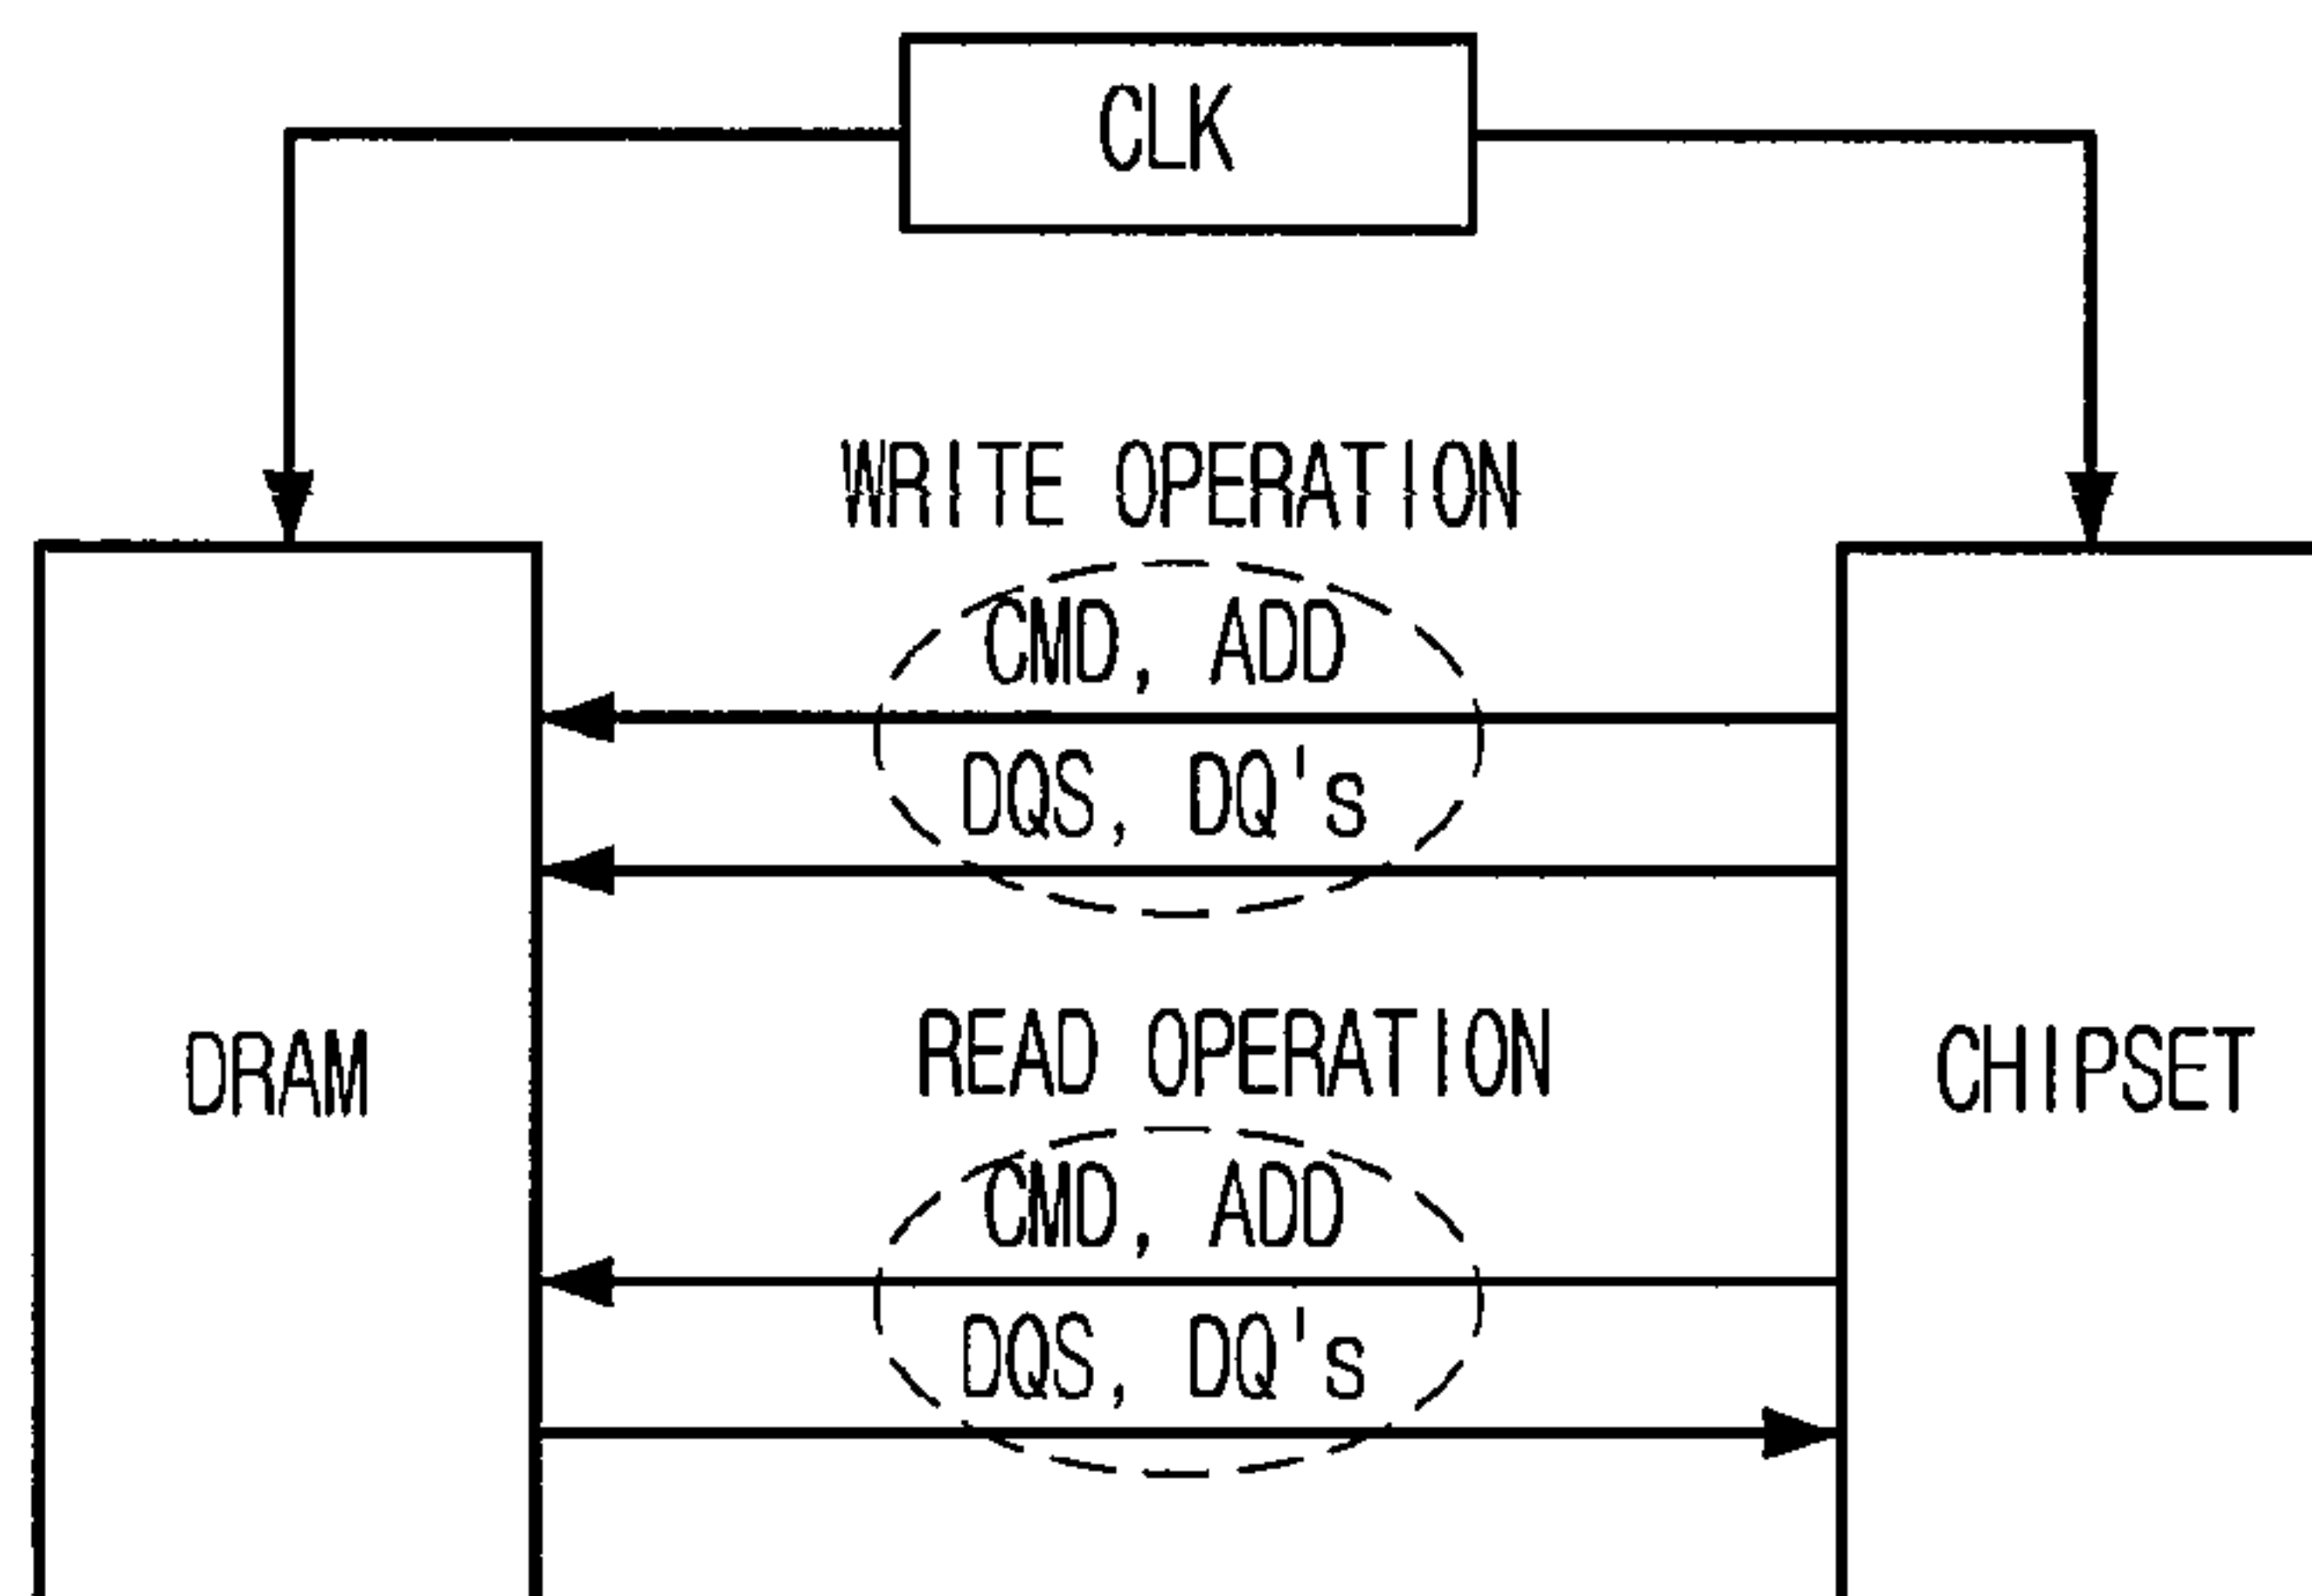 CLK
WRITE OPERATION
CMD, ADD
DQS, DQ's
DRAM
READ OPERATION
CHIPSET
CMD, ADD
DQS, DQ's